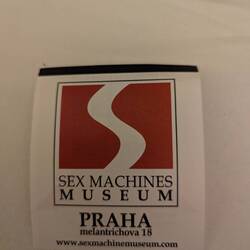 SEX MACHINES
MUSEUM
PRAHA
melantrichova 18
www.sexmachinemuseum.com